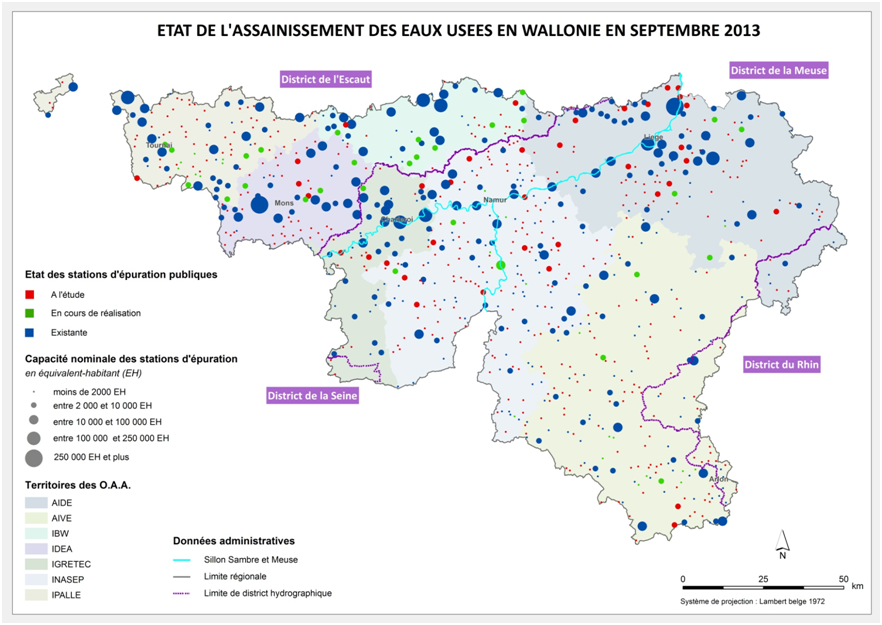 ETAT DE L'ASSAINISSEMENT DES EAUX USEES EN WALLONIE EN SEPTEMBRE 2013
District de l'Escaut
District de la Meuse
Tournai
Liege
Mons
Namur
Etat des stations d'épuration publiques
A l'étude
En cours de réalisation
Existante
Capacité nominale des stations d'épuration
en équivalent-habitant (EH)
moins de 2000 EH
entre 2 000 et 10 000 EH
entre 10 000 et 100 000 EH
entre 100 000 et 250 000 EH
250 000 EH et plus
District du Rhin
District de la Seine
Arlon
Territoires des O.A.A.
AIDE
AIVE
IBW
IDEA
IGRETEC
INASEP
IPALLE
Données administratives
Sillon Sambre et Meuse
Limite régionale
Limite de district hydrographique
N
0 25 50
km
Système de projection : Lambert belge 1972